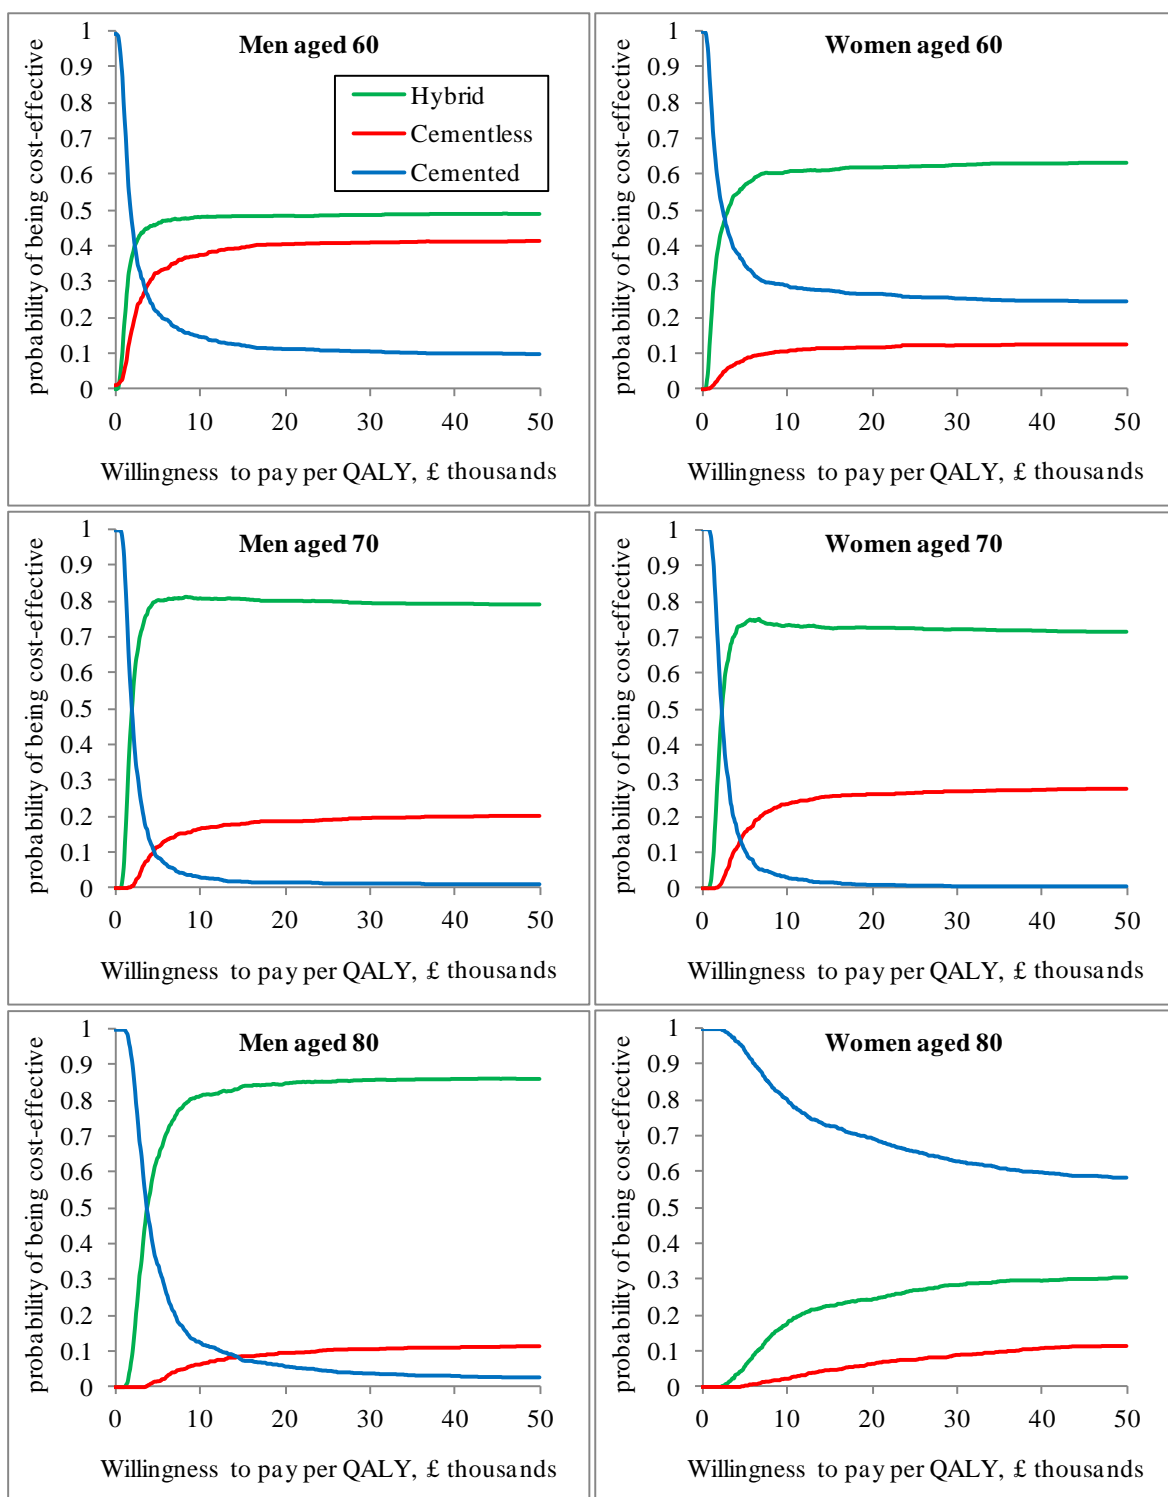 Men aged 60
probability of being cost-effective
1
0.9
0.8
0.7
0.6
0.5
0.4
0.3
0.2
0.1
0
Hybrid
Cementless
Cemented
0 10 20 30 40 50
Willingness to pay per QALY, £ thousands
Women aged 60
probability of being cost-effective
1
0.9
0.8
0.7
0.6
0.5
0.4
0.3
0.2
0.1
0
0 10 20 30 40 50
Willingness to pay per QALY, £ thousands
Men aged 70
probability of being cost-effective
1
0.9
0.8
0.7
0.6
0.5
0.4
0.3
0.2
0.1
0
0 10 20 30 40 50
Willingness to pay per QALY, £ thousands
Women aged 70
probability of being cost-effective
1
0.9
0.8
0.7
0.6
0.5
0.4
0.3
0.2
0.1
0
0 10 20 30 40 50
Willingness to pay per QALY, £ thousands
Men aged 80
probability of being cost-effective
1
0.9
0.8
0.7
0.6
0.5
0.4
0.3
0.2
0.1
0
0 10 20 30 40 50
Willingness to pay per QALY, £ thousands
Women aged 80
probability of being cost-effective
1
0.9
0.8
0.7
0.6
0.5
0.4
0.3
0.2
0.1
0
0 10 20 30 40 50
Willingness to pay per QALY, £ thousands